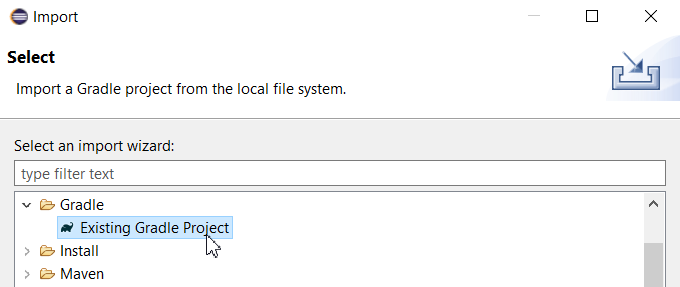 Import
Select
Import a Gradle project from the local file system.
Select an import wizard:
type filter text
Gradle
Existing Gradle Project
Install
Maven